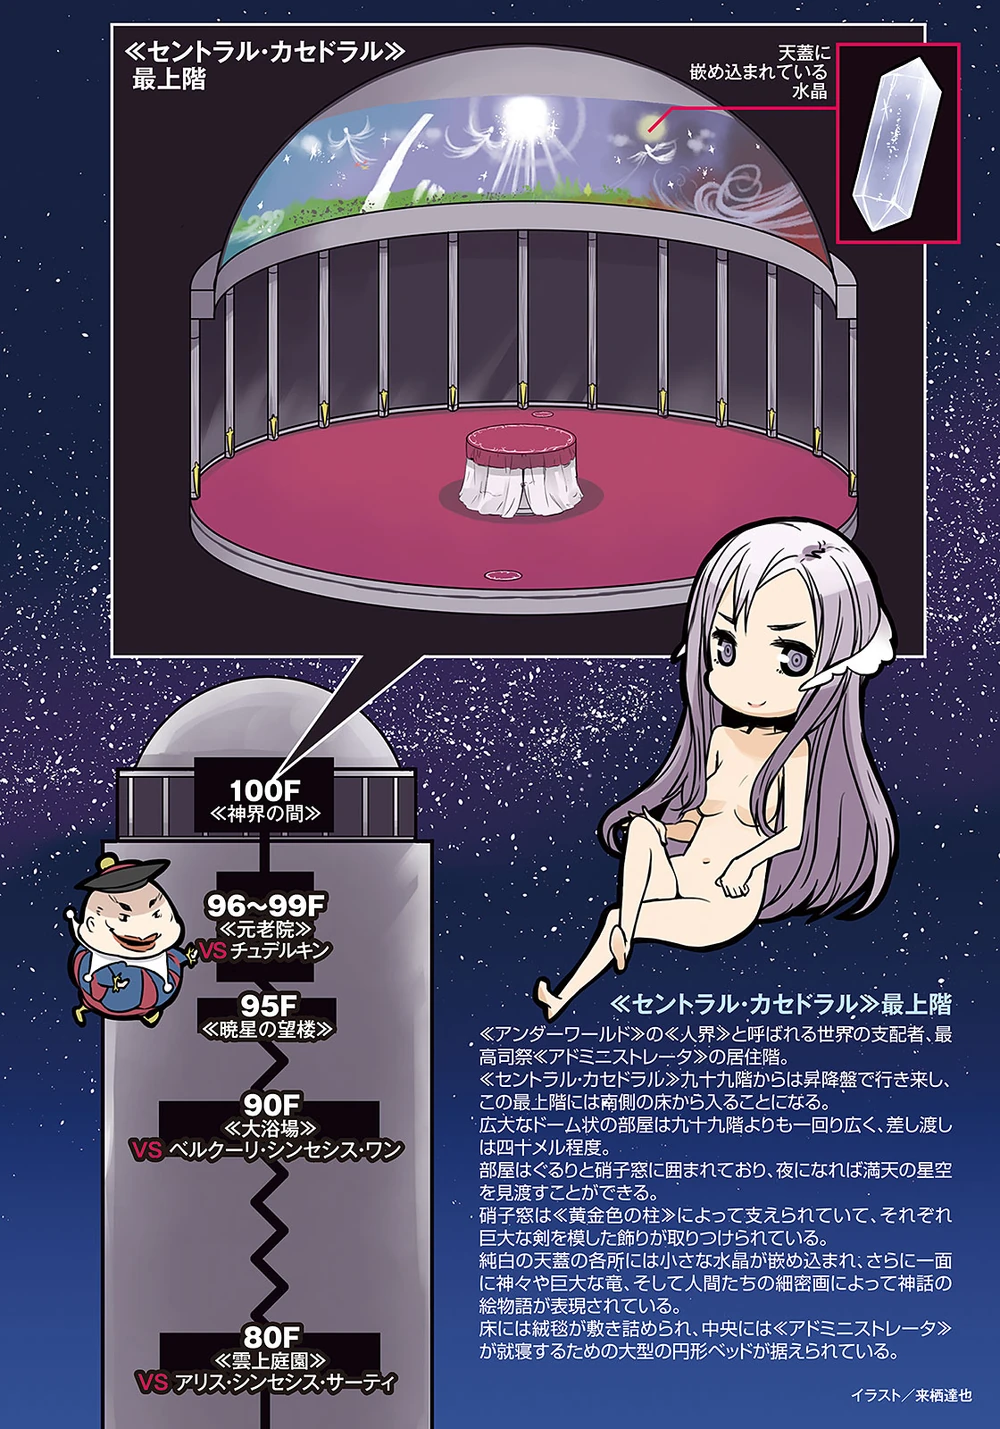 ≪セントラル・カセドラル≫
最上階
天蓋に
嵌め込まれている
水晶
100F
≪神界の間≫
96～99F
≪元老院≫
VS チュデルキン
95F
≪暁星の望楼≫
90F
≪大浴場≫
VS ベルクーリ・シンセシス・ワン
80F
≪雲上庭園≫
VS アリス・シンセシス・サーティ
≪セントラル・カセドラル≫最上階
≪アンダーワールド≫の≪人界≫と呼ばれる世界の支配者、最
高司祭≪アドミニストレータ≫の居住階。
≪セントラル・カセドラル≫九十九階からは昇降盤で行き来し、
この最上階には南側の床から入ることになる。
広大なドーム状の部屋は九十九階よりも一回り広く、差し渡し
は四十メル程度。
部屋はぐるりと硝子窓に囲まれており、夜になれば満天の星空
を見渡すことができる。
硝子窓は≪黄金色の柱≫によって支えられていて、それぞれ
巨大な剣を模した飾りが取りつけられている。
純白の天蓋の各所には小さな水晶が嵌め込まれ、さらに一面
に神々や巨大な竜、そして人間たちの細密画によって神話の
絵物語が表現されている。
床には絨毯が敷き詰められ、中央には≪アドミニストレータ≫
が就寝するための大型の円形ベッドが据えられている。
イラスト／来栖達也